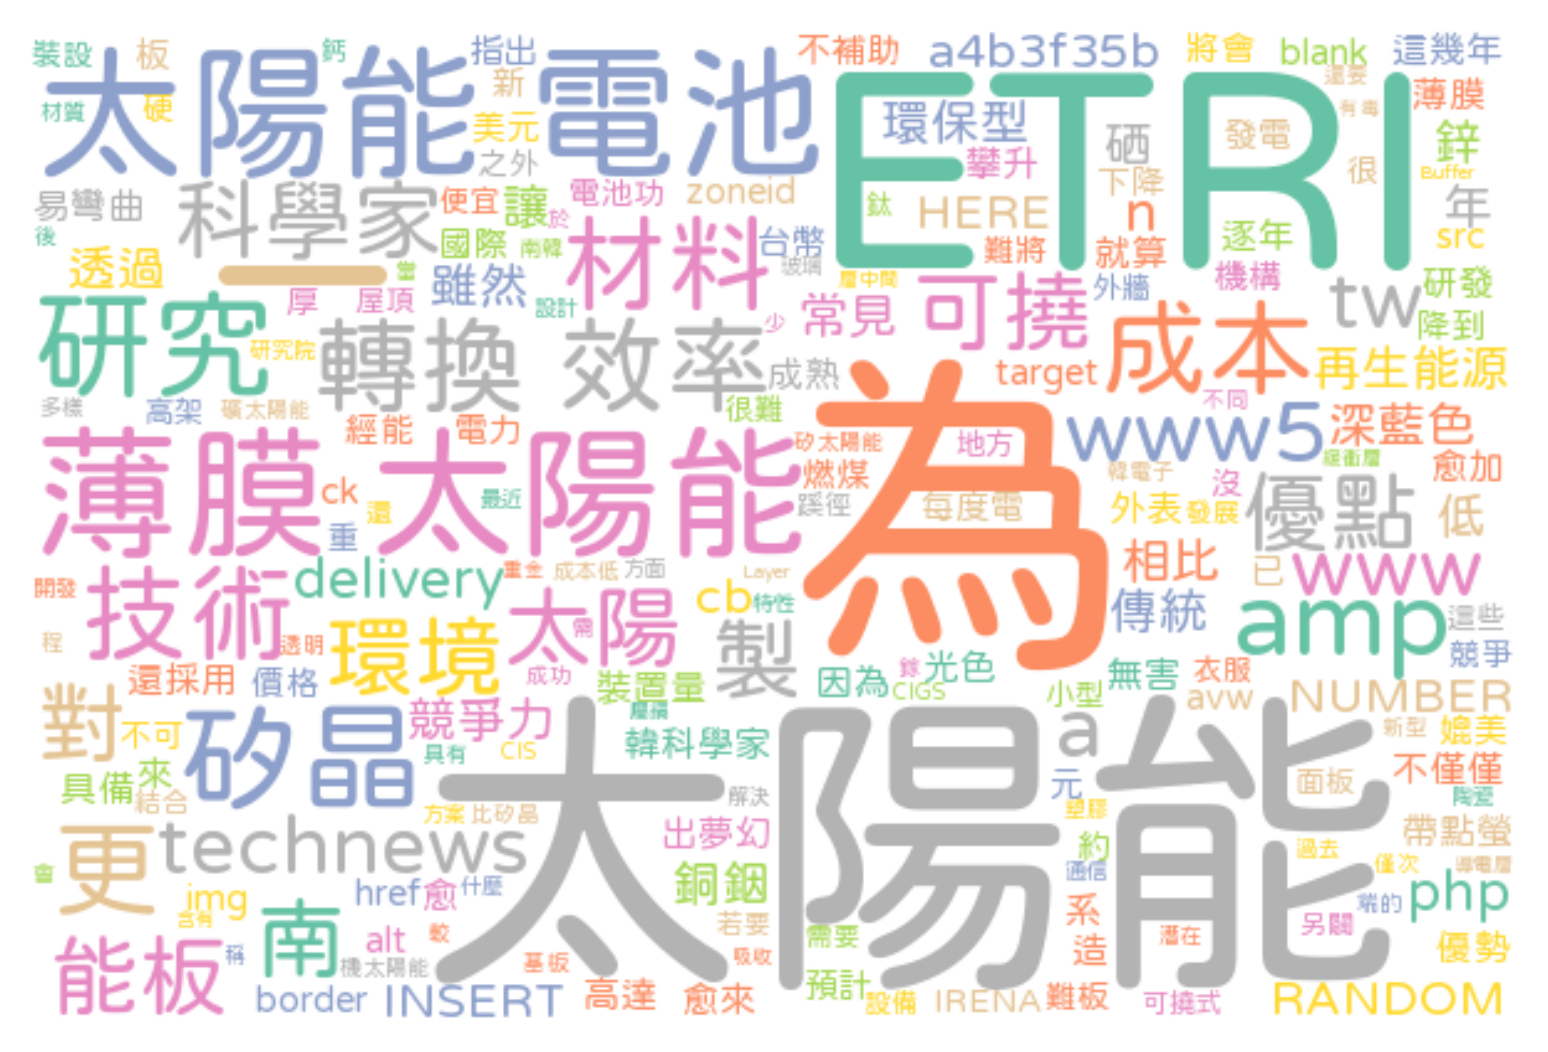 裝設
板
鈣
指出
不補助
a4b3f35b
將會
blank
這幾年
太陽能電池
新
還要
薄膜
材質
硬
美元
環保型
ETRI
硒
發電
有毒
鋅
之外
攀升
下降
很
Buffer
易彎曲
科學家
便宜
讓
於
電池功
zoneid
鈦
HERE
n
年
後
國際
南韓
材料
台幣
難將
就算
逐年
src
透過
一
當
雖然
玻璃
層中間
可撓
外牆
機構
研發
厚
屋頂
設計
常見
tw
降到
研究
研究院
轉換 效率
少
成熟
target
成本
再生能源
多樣
高架
礦太陽能
很難
為
不同
經能
電力
矽太陽能
地方
www5
深藍色
緩衝層
薄膜 太陽能
ck
還
最近
燃煤
韓電子
沒
愈加
重
蹊徑
每度電
外表
發展
優點
低
開發
技術
delivery
重金
成本低
方面
Layer
相比
已
www
程
透明
環境
太陽
需
cb
特性
製
傳統
amp
這些
還採用
價格
成功
裝置量
因為
鎵
光色
CIGS
小型
無害
衣服
avw
競爭
NUMBER
對
不可
矽晶
競爭力
具有
CIS
韓科學家
a
新型
媲美
具備
來
結合
太陽能
解決
元
面板
不僅僅
陶瓷
更
technews
方案
比矽晶
出夢幻
塑膠
約
過去
帶點螢
會
img
含有
href
愈
什麼
銅銦
通信
僅次
導電層
php
端的
能板
稱
南
alt
較
機太陽能
基板
若要
吸收
需要
系
造
潛在
另闢
優勢
border
INSERT
高達
愈來
預計
設備
IRENA
難板
可撓式
RANDOM